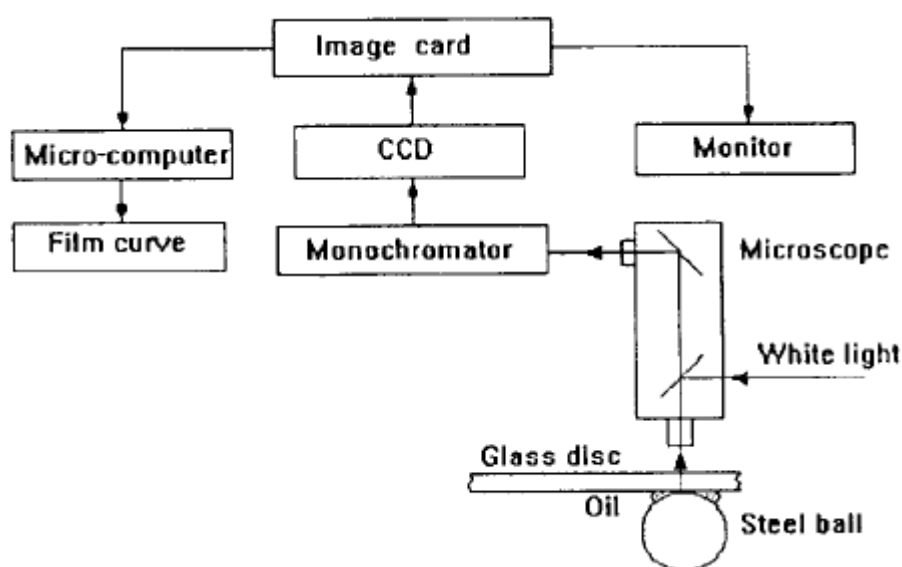 Image card
Micro-computer
CCD
Monitor
Film curve
Monochromator
Microscope
White light
Glass disc
Oil
Steel ball